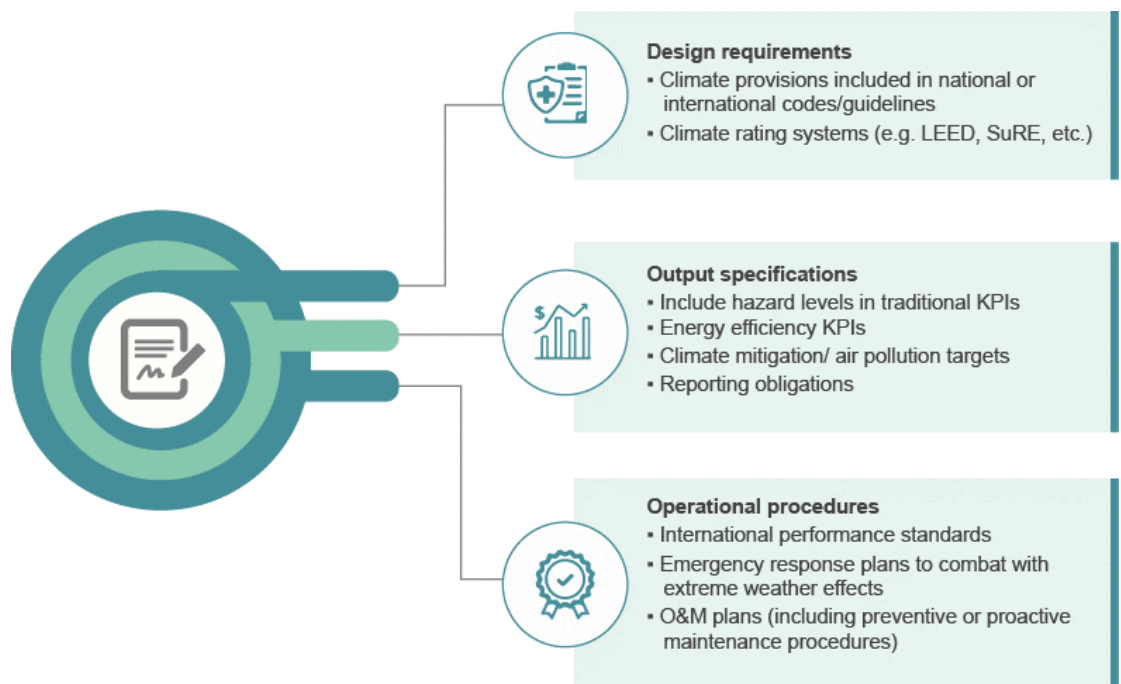 Design requirements
▪ Climate provisions included in national or
international codes/guidelines
▪ Climate rating systems (e.g. LEED, SuRE, etc.)
$
Output specifications
▪ Include hazard levels in traditional KPIs
▪ Energy efficiency KPIs
▪ Climate mitigation/ air pollution targets
▪ Reporting obligations
Operational procedures
▪ International performance standards
▪ Emergency response plans to combat with
extreme weather effects
▪ O&M plans (including preventive or proactive
maintenance procedures)